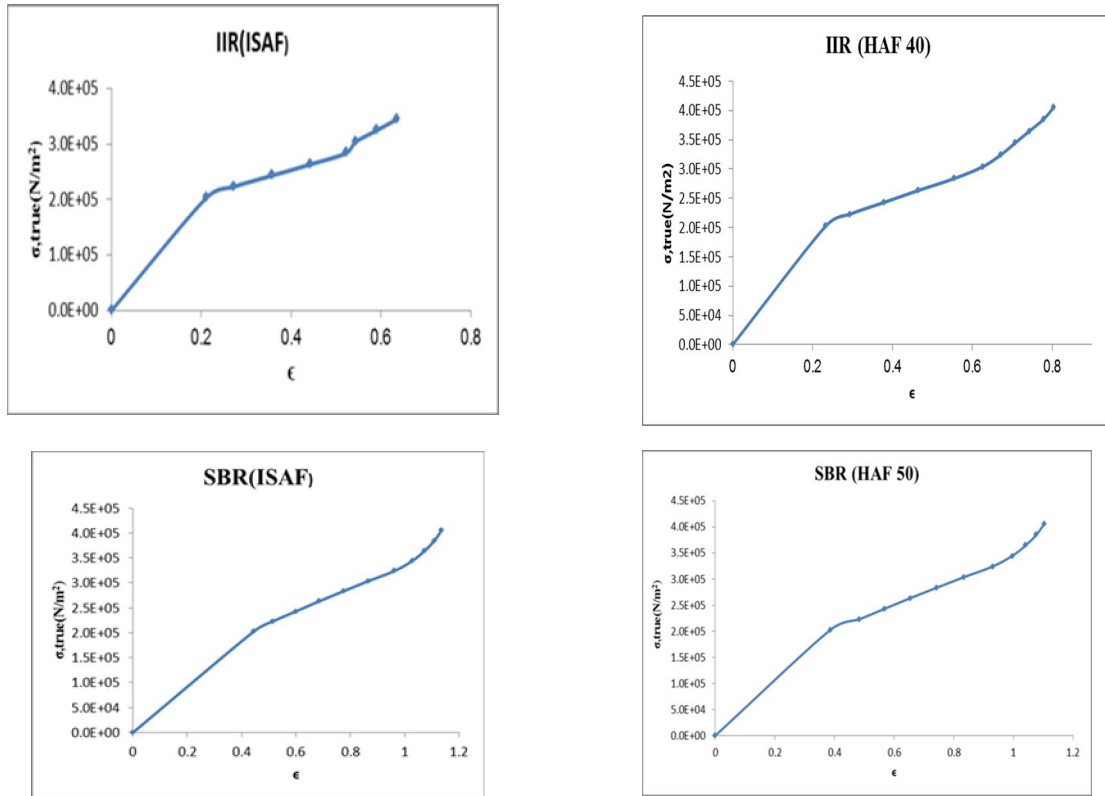 IIR(ISAF)
4.0E+05
3.0E+05
2.0E+05
1.0E+05
0.0E+00
σ,true(N/m²)
0 0.2 0.4 0.6 0.8
ϵ
IIR (HAF 40)
4.5E+05
4.0E+05
3.5E+05
3.0E+05
2.5E+05
2.0E+05
1.5E+05
1.0E+05
5.0E+04
0.0E+00
σ,true(N/m2)
0 0.2 0.4 0.6 0.8
ϵ
SBR(ISAF)
4.5E+05
4.0E+05
3.5E+05
3.0E+05
2.5E+05
2.0E+05
1.5E+05
1.0E+05
5.0E+04
0.0E+00
σ,true(N/m²)
0 0.2 0.4 0.6 0.8 1 1.2
ϵ
SBR (HAF 50)
4.5E+05
4.0E+05
3.5E+05
3.0E+05
2.5E+05
2.0E+05
1.5E+05
1.0E+05
5.0E+04
0.0E+00
σ,true(N/m²)
0 0.2 0.4 0.6 0.8 1 1.2
ϵ